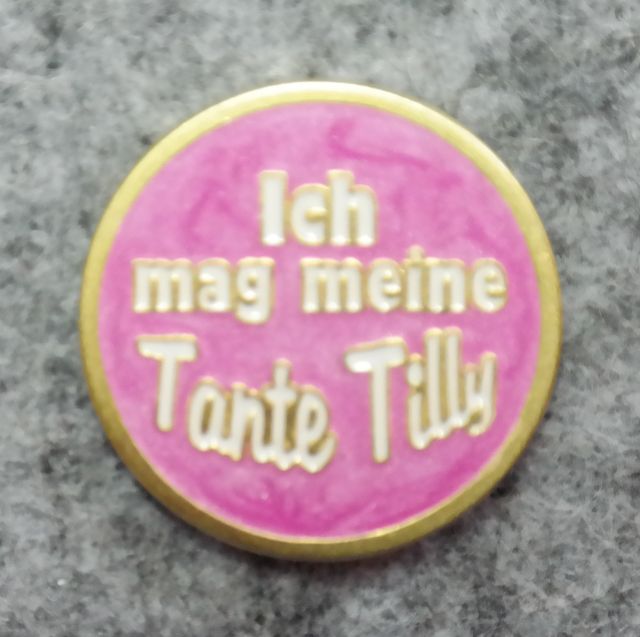 Ich
mag meine
Tante Tilly